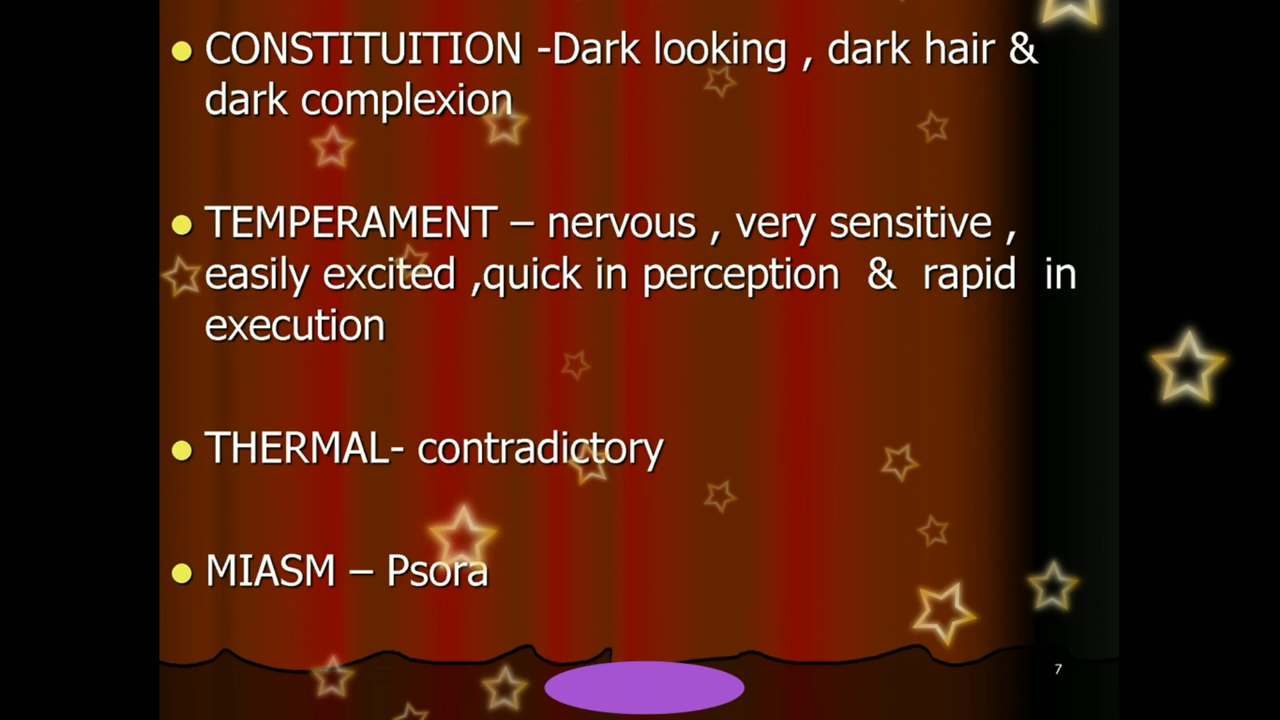 CONSTITUITION -Dark looking , dark hair &
dark complexion
TEMPERAMENT – nervous , very sensitive ,
easily excited ,quick in perception & rapid in
execution
THERMAL- contradictory
MIASM – Psora
7